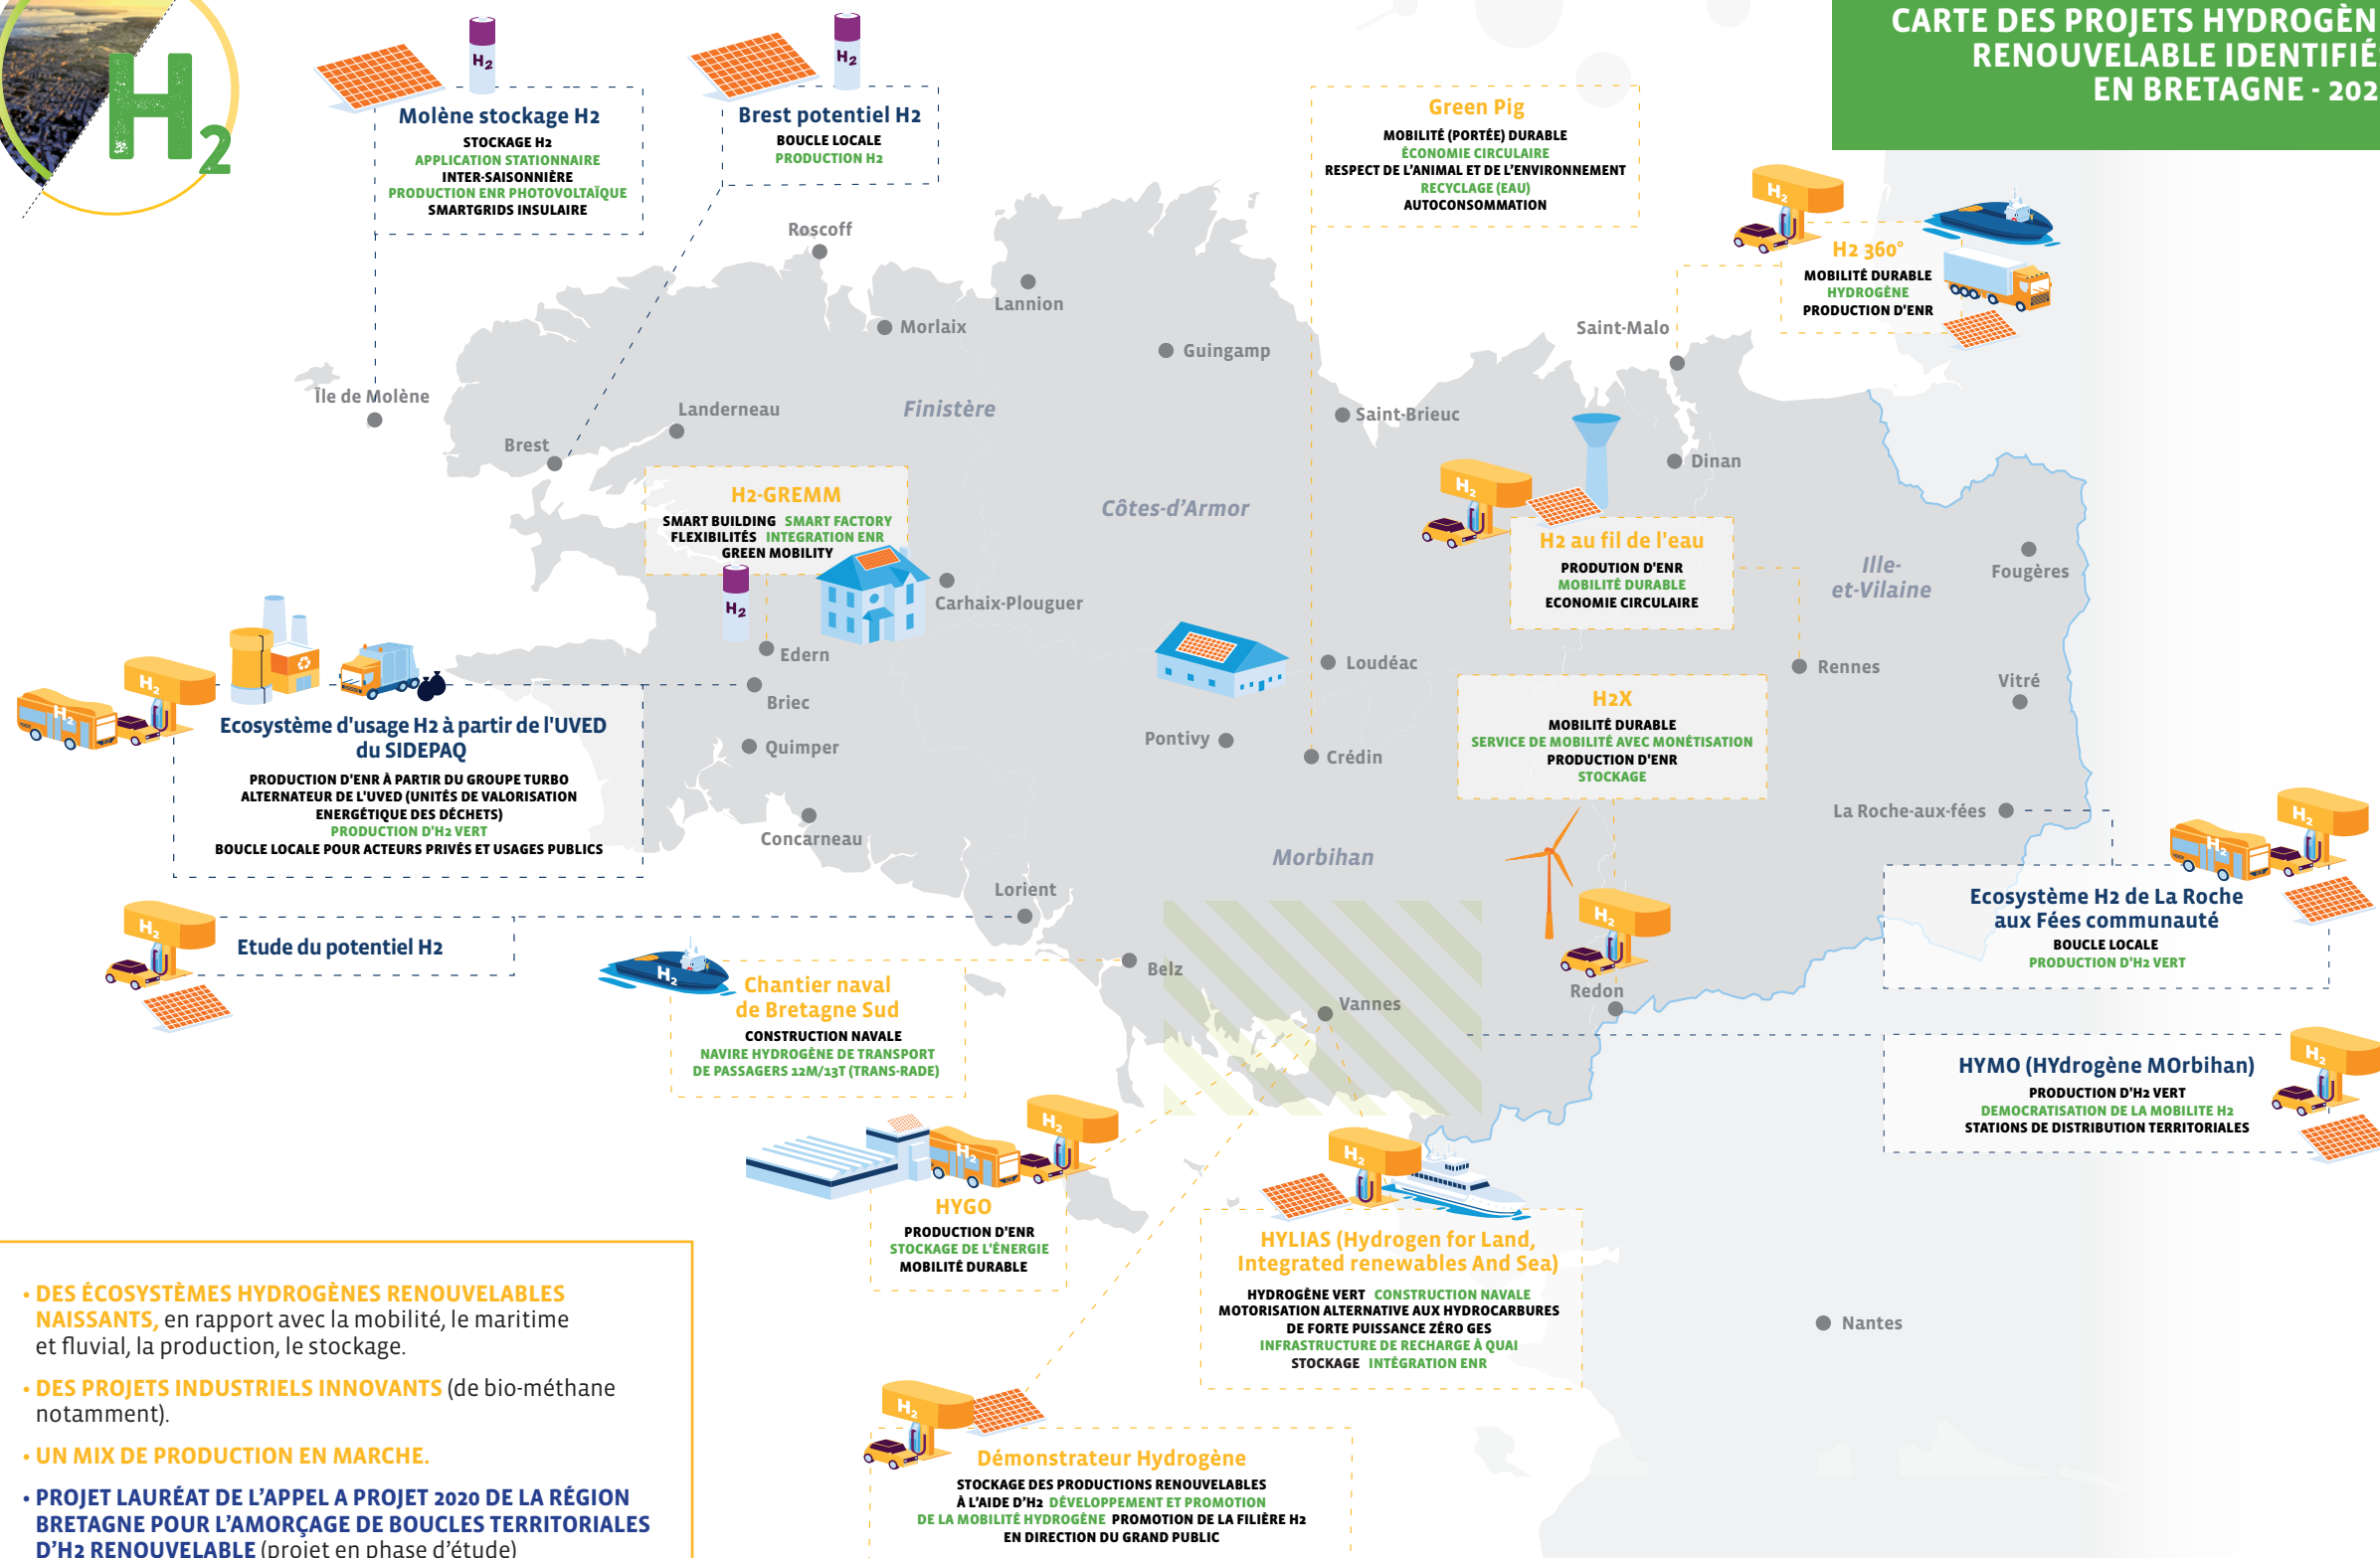 H2
CARTE DES PROJETS HYDROGÈN
RENOUVELABLE IDENTIFIÉ
EN BRETAGNE - 202
H2
Molène stockage H2
STOCKAGE H2
APPLICATION STATIONNAIRE
INTER-SAISONNIÈRE
PRODUCTION ENR PHOTOVOLTAÏQUE
SMARTGRIDS INSULAIRE
H2
Brest potentiel H2
BOUCLE LOCALE
PRODUCTION H2
Green Pig
MOBILITÉ (PORTÉE) DURABLE
ÉCONOMIE CIRCULAIRE
RESPECT DE L'ANIMAL ET DE L'ENVIRONNEMENT
RECYCLAGE (EAU)
AUTOCONSOMMATION
H2
H2 360°
MOBILITÉ DURABLE
HYDROGÈNE
PRODUCTION D'ENR
Roscoff
Lannion
Morlaix
Guingamp
Saint-Malo
Île de Molène
Landerneau
Finistère
Saint-Brieuc
Brest
Dinan
H2-GREMM
SMART BUILDING SMART FACTORY
FLEXIBILITÉS INTEGRATION ENR
GREEN MOBILITY
H2
Côtes-d'Armor
H2
H2 au fil de l'eau
PRODUTION D'ENR
MOBILITÉ DURABLE
ECONOMIE CIRCULAIRE
Ille-
et-Vilaine
Fougères
Carhaix-Plouguer
Edern
Loudéac
Rennes
Vitré
Briec
Quimper
Pontivy
Crédin
H2
H2
Ecosystème d'usage H2 à partir de l'UVED
du SIDEPAQ
PRODUCTION D'ENR À PARTIR DU GROUPE TURBO
ALTERNATEUR DE L'UVED (UNITÉS DE VALORISATION
ENERGÉTIQUE DES DÉCHETS)
PRODUCTION D'H2 VERT
BOUCLE LOCALE POUR ACTEURS PRIVÉS ET USAGES PUBLICS
H2X
MOBILITÉ DURABLE
SERVICE DE MOBILITÉ AVEC MONÉTISATION
PRODUCTION D'ENR
STOCKAGE
Concarneau
La Roche-aux-fées
Morbihan
Lorient
H2
Etude du potentiel H2
H2
H2
H2
Ecosystème H2 de La Roche
aux Fées communauté
BOUCLE LOCALE
PRODUCTION D'H2 VERT
H2
Chantier naval
de Bretagne Sud
CONSTRUCTION NAVALE
NAVIRE HYDROGÈNE DE TRANSPORT
DE PASSAGERS 12M/13T (TRANS-RADE)
Belz
Vannes
Redon
H2
HYMO (HYdrogène MOrbihan)
PRODUCTION D'H2 VERT
DEMOCRATISATION DE LA MOBILITE H2
STATIONS DE DISTRIBUTION TERRITORIALES
H2
H2
HYGO
PRODUCTION D'ENR
STOCKAGE DE L'ÉNERGIE
MOBILITÉ DURABLE
H2
HYLIAS (Hydrogen for Land,
Integrated renewables And Sea)
HYDROGÈNE VERT CONSTRUCTION NAVALE
MOTORISATION ALTERNATIVE AUX HYDROCARBURES
DE FORTE PUISSANCE ZÉRO GES
INFRASTRUCTURE DE RECHARGE À QUAI
STOCKAGE INTÉGRATION ENR
Nantes
H2
Démonstrateur Hydrogène
STOCKAGE DES PRODUCTIONS RENOUVELABLES
À L'AIDE D'H2 DÉVELOPPEMENT ET PROMOTION
DE LA MOBILITÉ HYDROGÈNE PROMOTION DE LA FILIÈRE H2
EN DIRECTION DU GRAND PUBLIC
• DES ÉCOSYSTÈMES HYDROGÈNES RENOUVELABLES
NAISSANTS, en rapport avec la mobilité, le maritime
et fluvial, la production, le stockage.
• DES PROJETS INDUSTRIELS INNOVANTS (de bio-méthane
notamment).
• UN MIX DE PRODUCTION EN MARCHE.
• PROJET LAURÉAT DE L'APPEL A PROJET 2020 DE LA RÉGION
BRETAGNE POUR L'AMORÇAGE DE BOUCLES TERRITORIALES
D'H2 RENOUVELABLE (projet en phase d'étude)